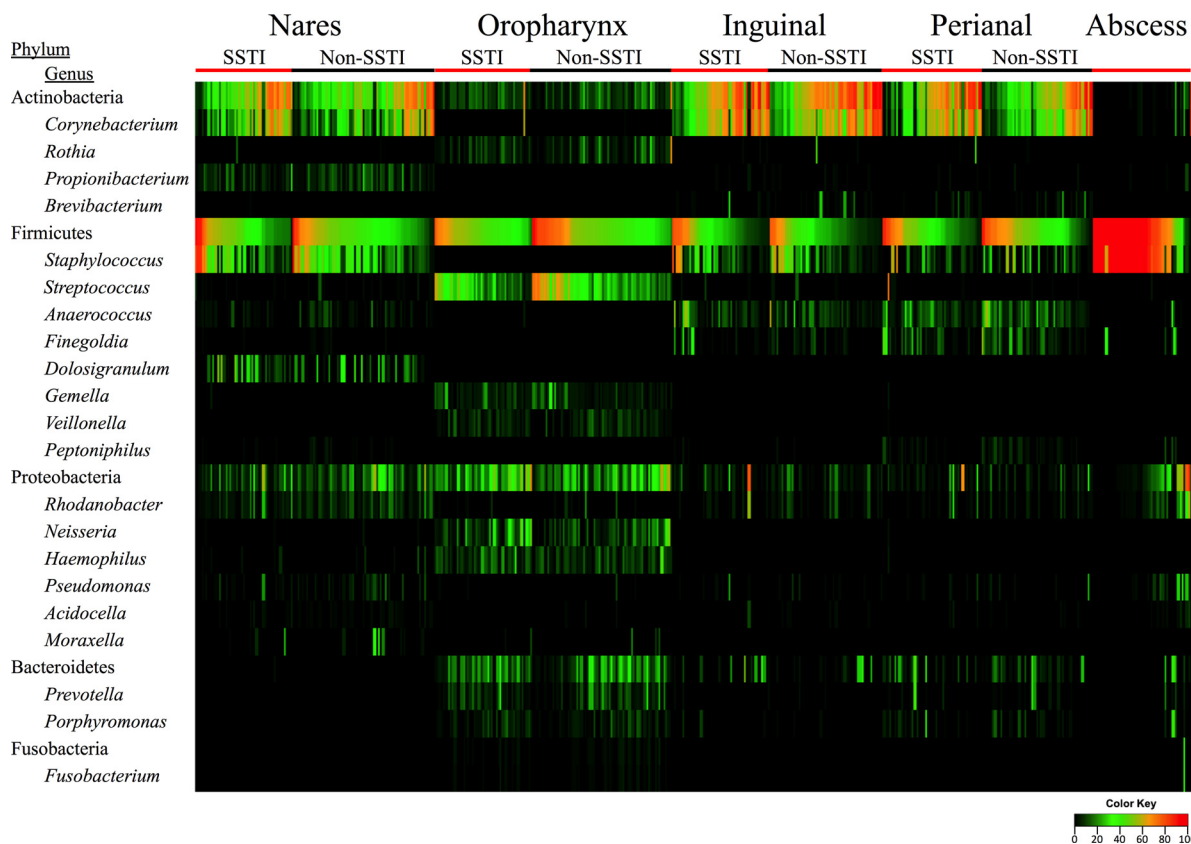 Nares Oropharynx Inguinal Perianal Abscess
Phylum
SSTI Non-SSTI SSTI Non-SSTI SSTI Non-SSTI SSTI Non-SSTI
Genus
Actinobacteria
Corynebacterium
Rothia
Propionibacterium
Brevibacterium
Firmicutes
Staphylococcus
Streptococcus
Anaerococcus
Finegoldia
Dolosigranulum
Gemella
Veillonella
Peptoniphilus
Proteobacteria
Rhodanobacter
Neisseria
Haemophilus
Pseudomonas
Acidocella
Moraxella
Bacteroidetes
Prevotella
Porphyromonas
Fusobacteria
Fusobacterium
Color Key
0 20 40 60 80 10